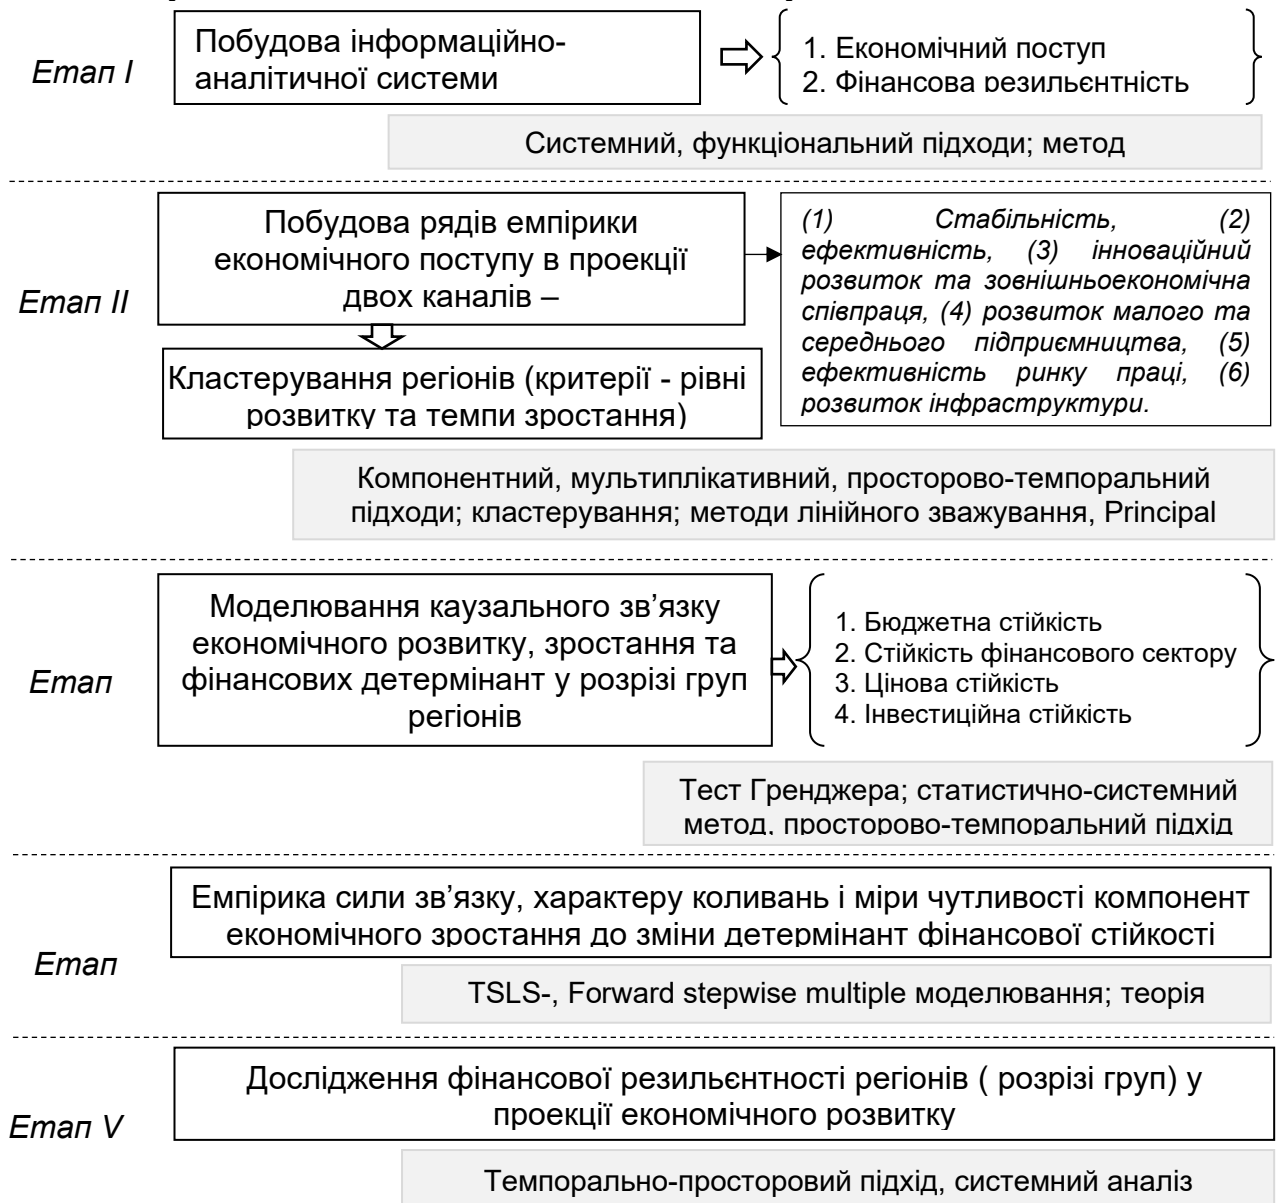 Етап I
Побудова інформаційно-
аналітичної системи
1. Економічний поступ
2. Фінансова резильєнтність
Системний, функціональний підходи; метод
Етап II
Побудова рядів емпірики
економічного поступу в проекції
двох каналів –
(1) Стабільність, (2)
ефективність, (3) інноваційний
розвиток та зовнішньоекономічна
співпраця, (4) розвиток малого та
середнього підприємництва, (5)
ефективність ринку праці, (6)
розвиток інфраструктури.
Кластерування регіонів (критерії - рівні
розвитку та темпи зростання)
Компонентний, мультиплікативний, просторово-темпоральний
підходи; кластерування; методи лінійного зважування, Principal
Етап
Моделювання каузального зв’язку
економічного розвитку, зростання та
фінансових детермінант у розрізі груп
регіонів
1. Бюджетна стійкість
2. Стійкість фінансового сектору
3. Цінова стійкість
4. Інвестиційна стійкість
Тест Гренджера; статистично-системний
метод, просторово-темпоральний підхід
Етап
Емпірика сили зв’язку, характеру коливань і міри чутливості компонент
економічного зростання до зміни детермінант фінансової стійкості
TSLS-, Forward stepwise multiple моделювання; теорія
Етап V
Дослідження фінансової резильєнтності регіонів ( розрізі груп) у
проекції економічного розвитку
Темпорально-просторовий підхід, системний аналіз